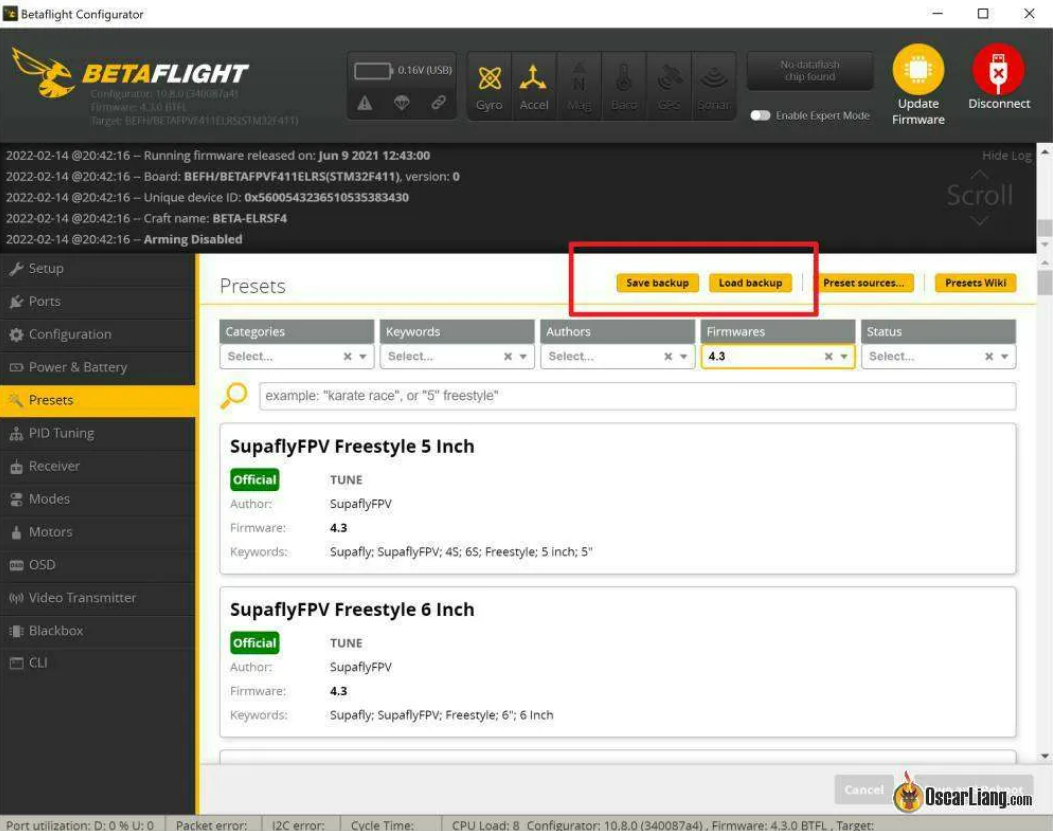 Betaflight Configurator
BETAFLIGHT
Configurator: 10.8.0 (340087a4)
Firmware: 4.3.0 BTFL
Target: BEFH/BETAFPVF411ELRS(STM32F411)
0.16V (USB)
Gyro Accel Mag Baro GPS Sonar
No dataflash
chip found
Enable Expert Mode
Update
Firmware
Disconnect
2022-02-14 @20:42:16 -- Running firmware released on: Jun 9 2021 12:43:00
2022-02-14 @20:42:16 -- Board: BEFH/BETAFPVF411ELRS(STM32F411), version: 0
2022-02-14 @20:42:16 -- Unique device ID: 0x5600543236510535383430
2022-02-14 @20:42:16 -- Craft name: BETA-ELRSF4
2022-02-14 @20:42:16 -- Arming Disabled
Hide Log
Scroll
Setup
Ports
Configuration
Power & Battery
Presets
PID Tuning
Receiver
Modes
Motors
OSD
Video Transmitter
Blackbox
CLI
Presets
Save backup Load backup Preset sources... Presets Wiki
Categories Keywords Authors Firmwares Status
Select... Select... Select... 4.3 Select...
example: "karate race", or "5" freestyle"
SupaflyFPV Freestyle 5 Inch
Official TUNE
Author: SupaflyFPV
Firmware: 4.3
Keywords: Supafly; SupaflyFPV; 4S; 6S; Freestyle; 5 inch; 5"
SupaflyFPV Freestyle 6 Inch
Official TUNE
Author: SupaflyFPV
Firmware: 4.3
Keywords: Supafly; SupaflyFPV; Freestyle; 6"; 6 Inch
Cancel
OscarLiang.com
Port utilization: D: 0 % U: 0 Packet error: I2C error: Cycle Time: CPU Load: 8 Configurator: 10.8.0 (340087a4) , Firmware: 4.3.0 BTFL , Target: